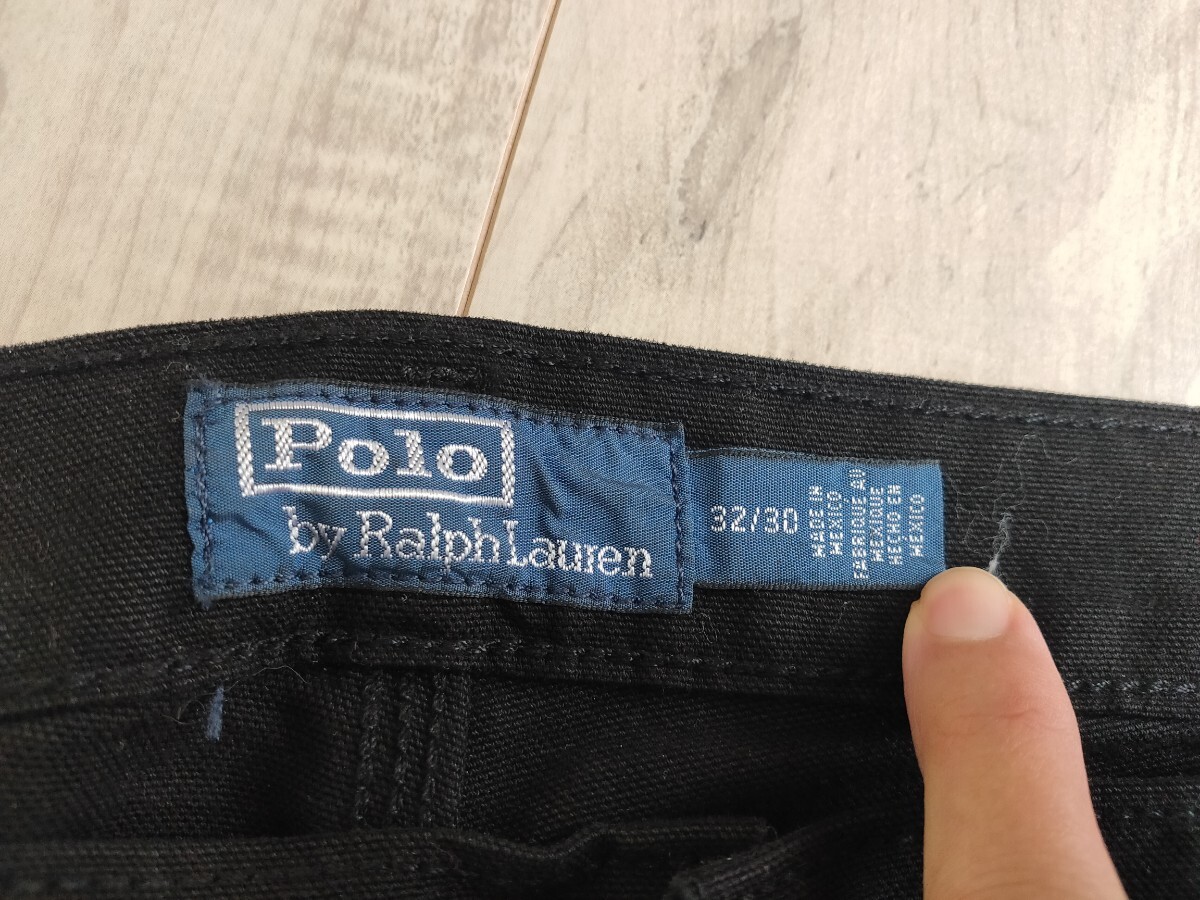 Polo
by Ralph Lauren
32/30
MADE IN
MEXICO
FABRIQUE AU
MEXIQUE
HECHO EN
MEXICO